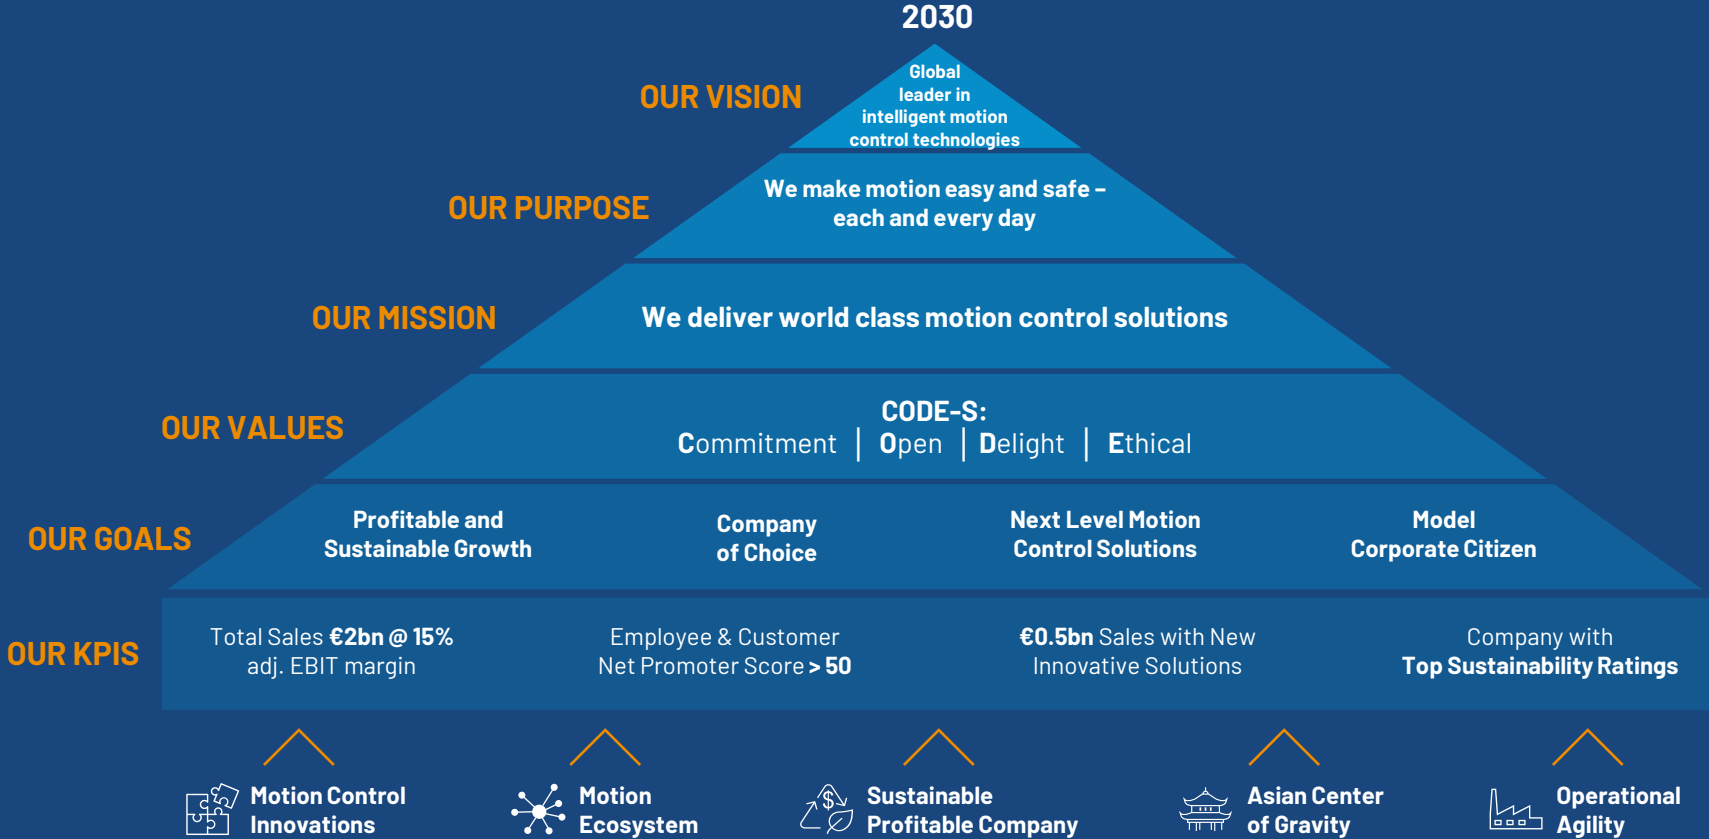 2030
OUR VISION
Global
leader in
intelligent motion
control technologies
OUR PURPOSE
We make motion easy and safe –
each and every day
OUR MISSION
We deliver world class motion control solutions
OUR VALUES
CODE-S:
Commitment | Open | Delight | Ethical
OUR GOALS
Profitable and
Sustainable Growth
Company
of Choice
Next Level Motion
Control Solutions
Model
Corporate Citizen
OUR KPIS
Total Sales €2bn @ 15%
adj. EBIT margin
Employee & Customer
Net Promoter Score > 50
€0.5bn Sales with New
Innovative Solutions
Company with
Top Sustainability Ratings
Motion Control
Innovations
Motion
Ecosystem
$
Sustainable
Profitable Company
Asian Center
of Gravity
Operational
Agility